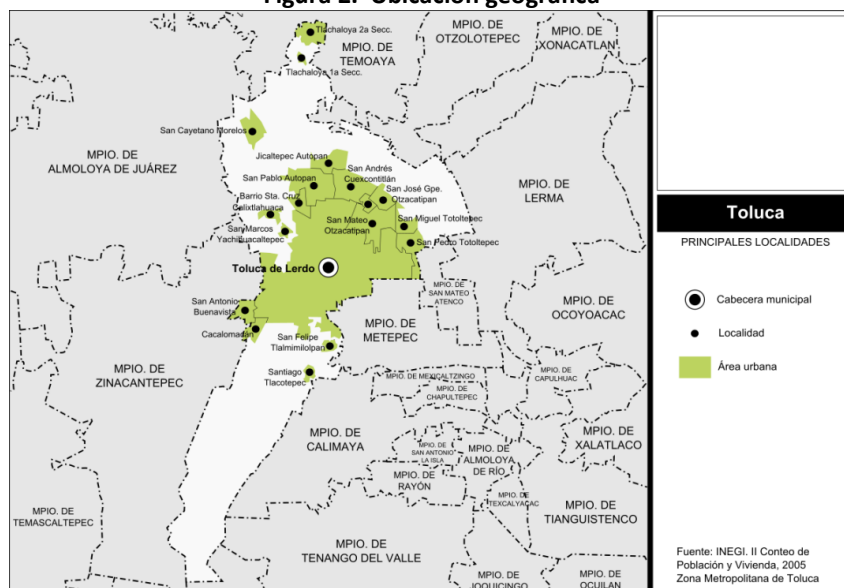 Figura 2. Ubicación geográfica
Tlachaloya 2a Secc.
MPIO. DE
TEMOAYA
MPIO. DE
OTZOLOTEPEC
MPIO. DE
XONACATLAN
Tlachaloya 1a Secc.
San Cayetano Morelos
MPIO. DE
ALMOLOYA DE JUÁREZ
Jicaltepec Autopan
San Andrés
Cuexcontitlán
San Pablo Autopan
San José Gpe.
Otzacatipan
MPIO. DE
LERMA
Barrio Sta. Cruz
Calixtlahuaca
San Mateo
Otzacatipan
San Miguel Totoltepec
San Marcos
Yachihuacaltepec
San Pedro Totoltepec
Toluca de Lerdo
MPIO. DE
SAN MATEO
ATENCO
San Antonio
Buenavista
MPIO. DE
OCOYOACAC
Cacalomacán
San Felipe
Tlalmimilolpan
MPIO. DE
METEPEC
MPIO. DE
ZINACANTEPEC
Santiago
Tlacotepec
MPIO. DE MEXICALTZINGO
MPIO. DE
CHAPULTEPEC
MPIO. DE
CAPULHUAC
MPIO. DE
CALIMAYA
MPIO. DE
SAN ANTONIO
LA ISLA
MPIO. DE
ALMOLOYA
DE RÍO
MPIO. DE
XALATLACO
MPIO. DE
RAYÓN
MPIO. DE
TEXCALYACAC
MPIO. DE
TEMASCALTEPEC
MPIO. DE
TIANGUISTENCO
MPIO. DE
TENANGO DEL VALLE
MPIO. DE
JOQUICINGO
MPIO. DE
OCUILAN
Toluca
PRINCIPALES LOCALIDADES
Cabecera municipal
Localidad
Área urbana
Fuente: INEGI. II Conteo de
Población y Vivienda, 2005
Zona Metropolitana de Toluca